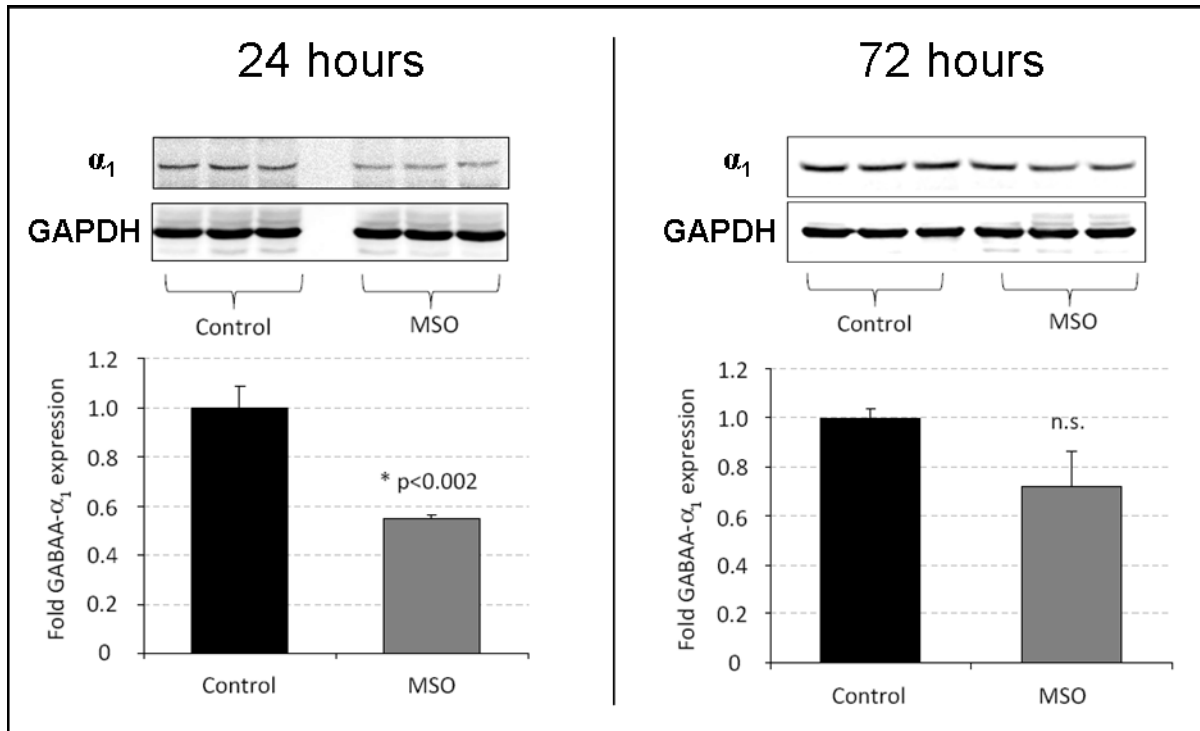 24 hours
α₁
GAPDH
Control MSO
Fold GABAA-α₁ expression
1.2
1.0
0.8
0.6
0.4
0.2
0
* p<0.002
Control MSO
72 hours
α₁
GAPDH
Control MSO
Fold GABAA-α₁ expression
1.2
1.0
0.8
0.6
0.4
0.2
0
n.s.
Control MSO